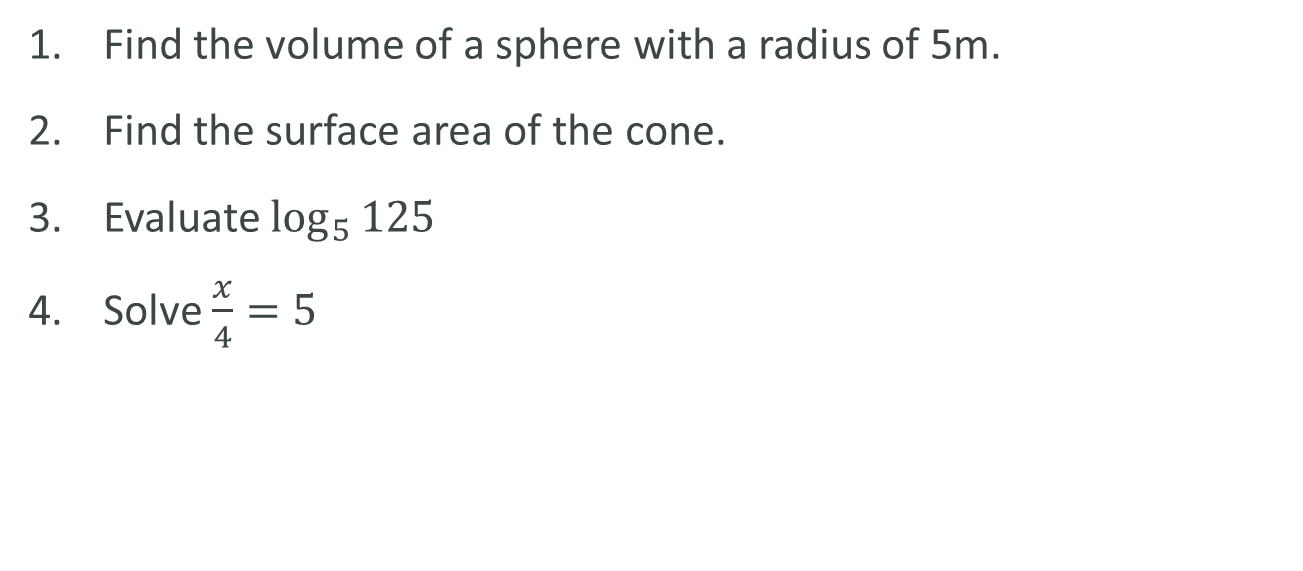 1. Find the volume of a sphere with a radius of 5m.
2. Find the surface area of the cone.
3. Evaluate log₅ 125
4. Solve x/4 = 5